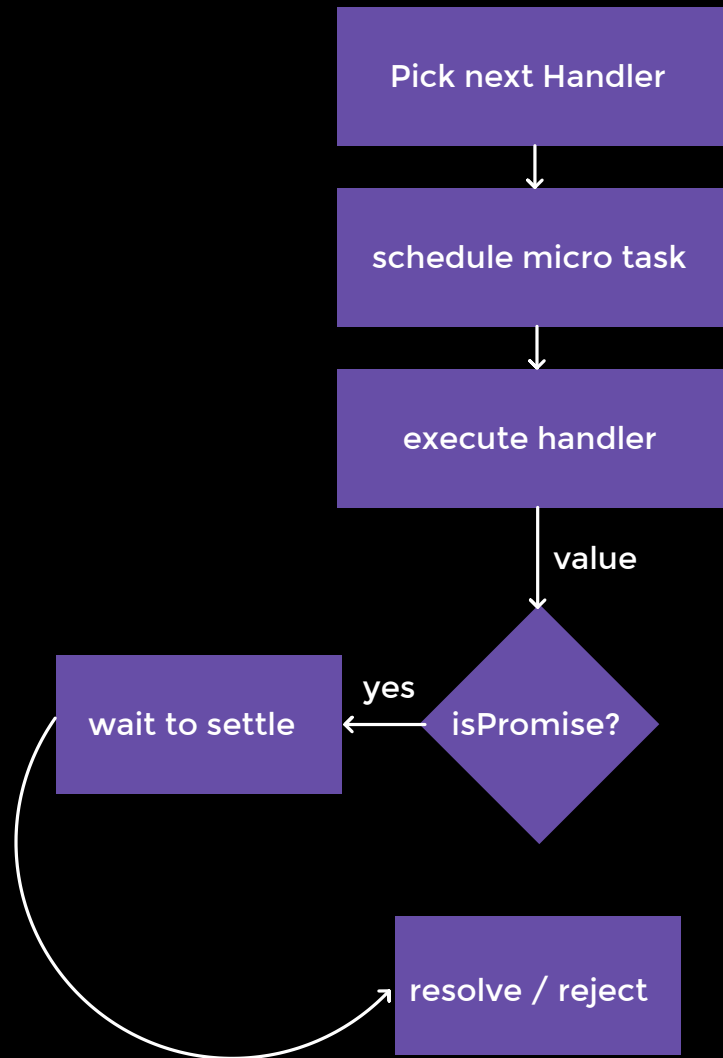 Pick next Handler
schedule micro task
execute handler
value
yes
wait to settle
isPromise?
resolve / reject